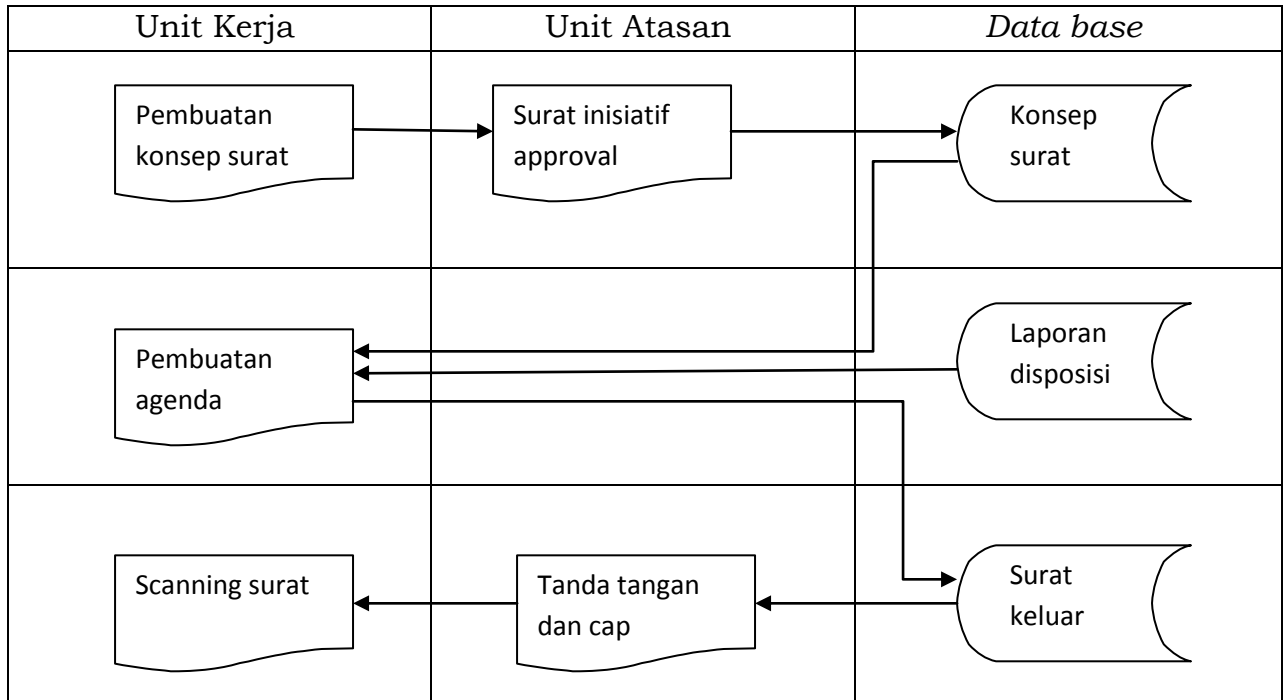 Unit Kerja
Unit Atasan
Data base
Pembuatan
konsep surat
Surat inisiatif
approval
Konsep
surat
Pembuatan
agenda
Laporan
disposisi
Scanning surat
Tanda tangan
dan cap
Surat
keluar